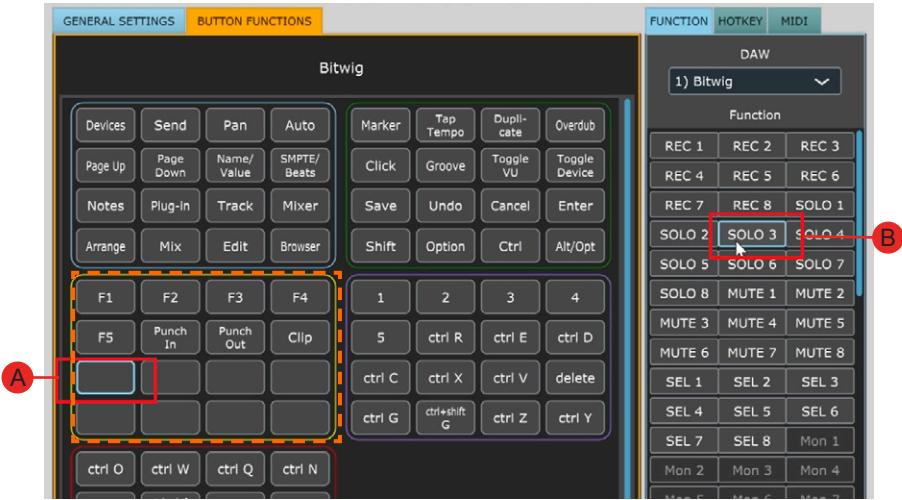 GENERAL SETTINGS BUTTON FUNCTIONS
FUNCTION HOTKEY MIDI
Bitwig
DAW
1) Bitwig
Function
Devices Send Pan Auto
Page Up Page Down Name/ Value SMPTE/ Beats
Notes Plug-In Track Mixer
Arrange Mix Edit Browser
Marker Tap Tempo Dupli- cate Overdub
Click Groove Toggle VU Toggle Device
Save Undo Cancel Enter
Shift Option Ctrl Alt/Opt
F1 F2 F3 F4
F5 Punch In Punch Out Clip
1 2 3 4
5 ctrl R ctrl E ctrl D
ctrl C ctrl X ctrl V delete
ctrl G ctrl+shift G ctrl Z ctrl Y
ctrl O ctrl W ctrl Q ctrl N
REC 1 REC 2 REC 3
REC 4 REC 5 REC 6
REC 7 REC 8 SOLO 1
SOLO 2 SOLO 3 SOLO 4
SOLO 5 SOLO 6 SOLO 7
SOLO 8 MUTE 1 MUTE 2
MUTE 3 MUTE 4 MUTE 5
MUTE 6 MUTE 7 MUTE 8
SEL 1 SEL 2 SEL 3
SEL 4 SEL 5 SEL 6
SEL 7 SEL 8 Mon 1
Mon 2 Mon 3 Mon 4
A
B